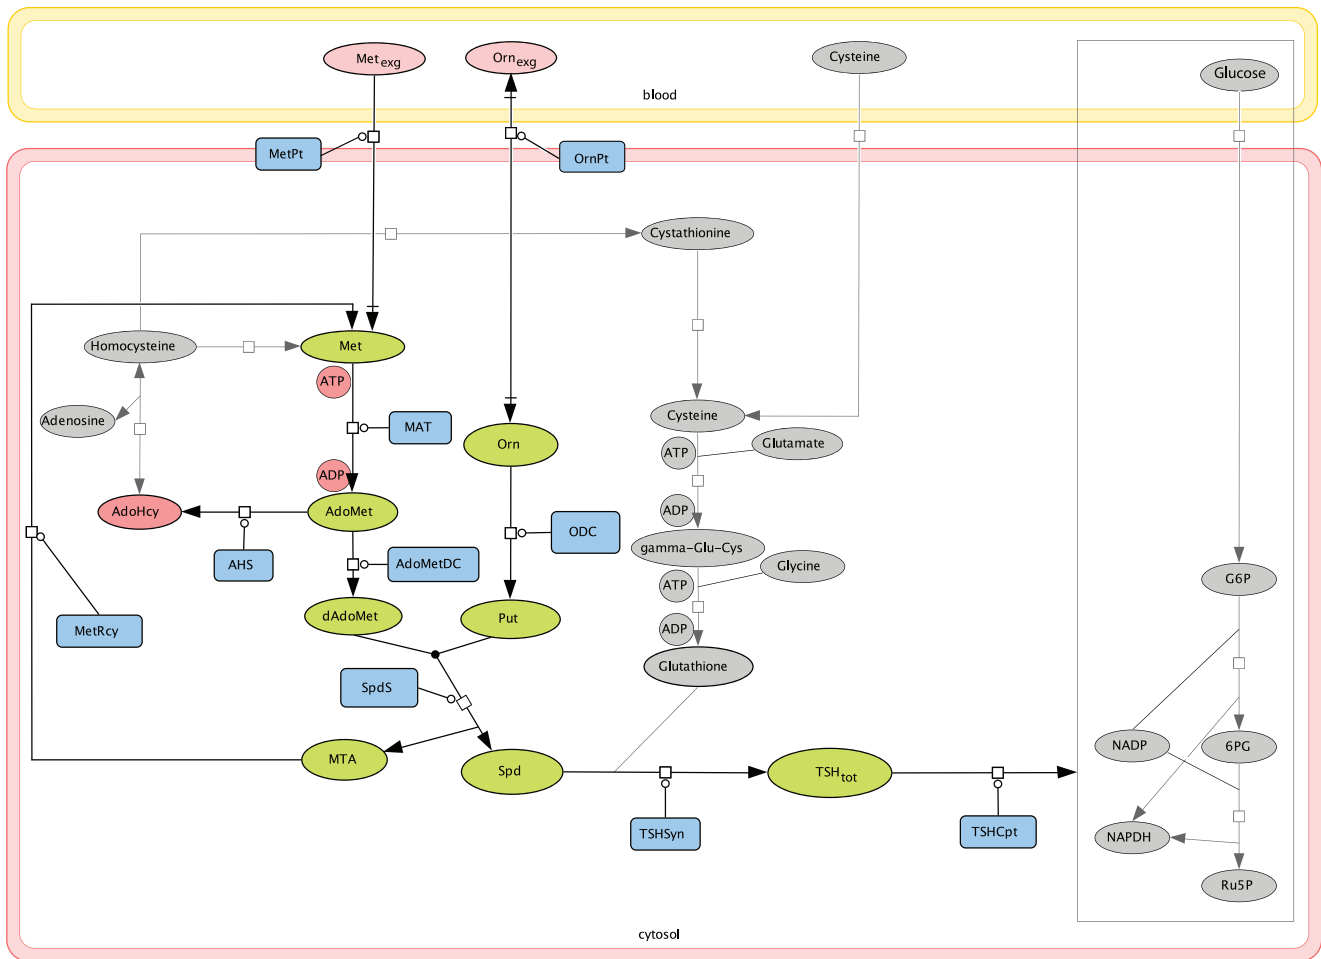 Met exg
Orn exg
Cysteine
Glucose
blood
MetPt
OrnPt
Cystathionine
Homocysteine
Met
ATP
Adenosine
MAT
Orn
Cysteine
Glutamate
ATP
ADP
AdoHcy
AdoMet
ADP
ODC
gamma-Glu-Cys
AHS
AdoMetDC
Glycine
ATP
G6P
dAdoMet
Put
MetRcy
ADP
Glutathione
SpdS
NADP
6PG
MTA
Spd
TSH tot
TSHSyn
TSHCpt
NAPDH
Ru5P
cytosol